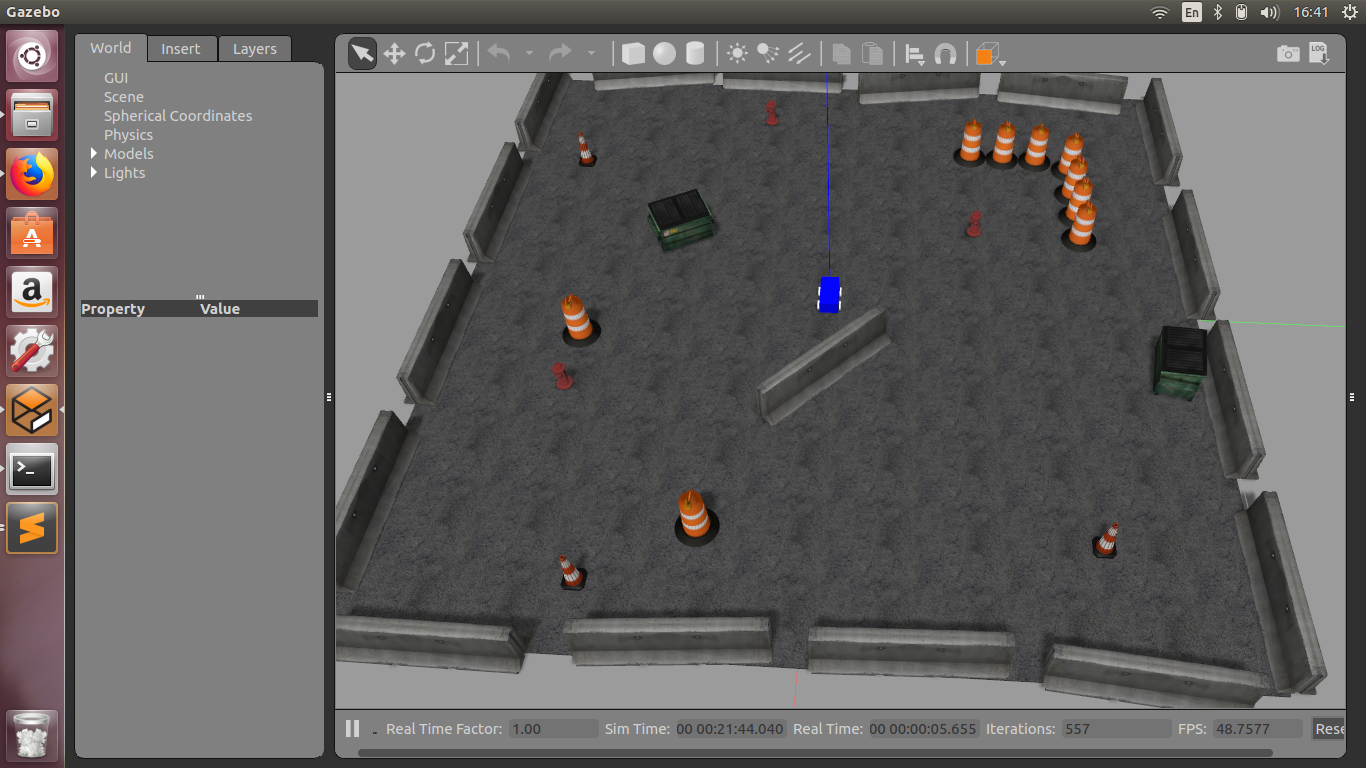 Gazebo
En
16:41
World Insert Layers
LOG
GUI
Scene
Spherical Coordinates
Physics
Models
Lights
Property Value
Real Time Factor: 1.00 Sim Time: 00 00:21:44.040 Real Time: 00 00:00:05.655 Iterations: 557 FPS: 48.7577 Rese